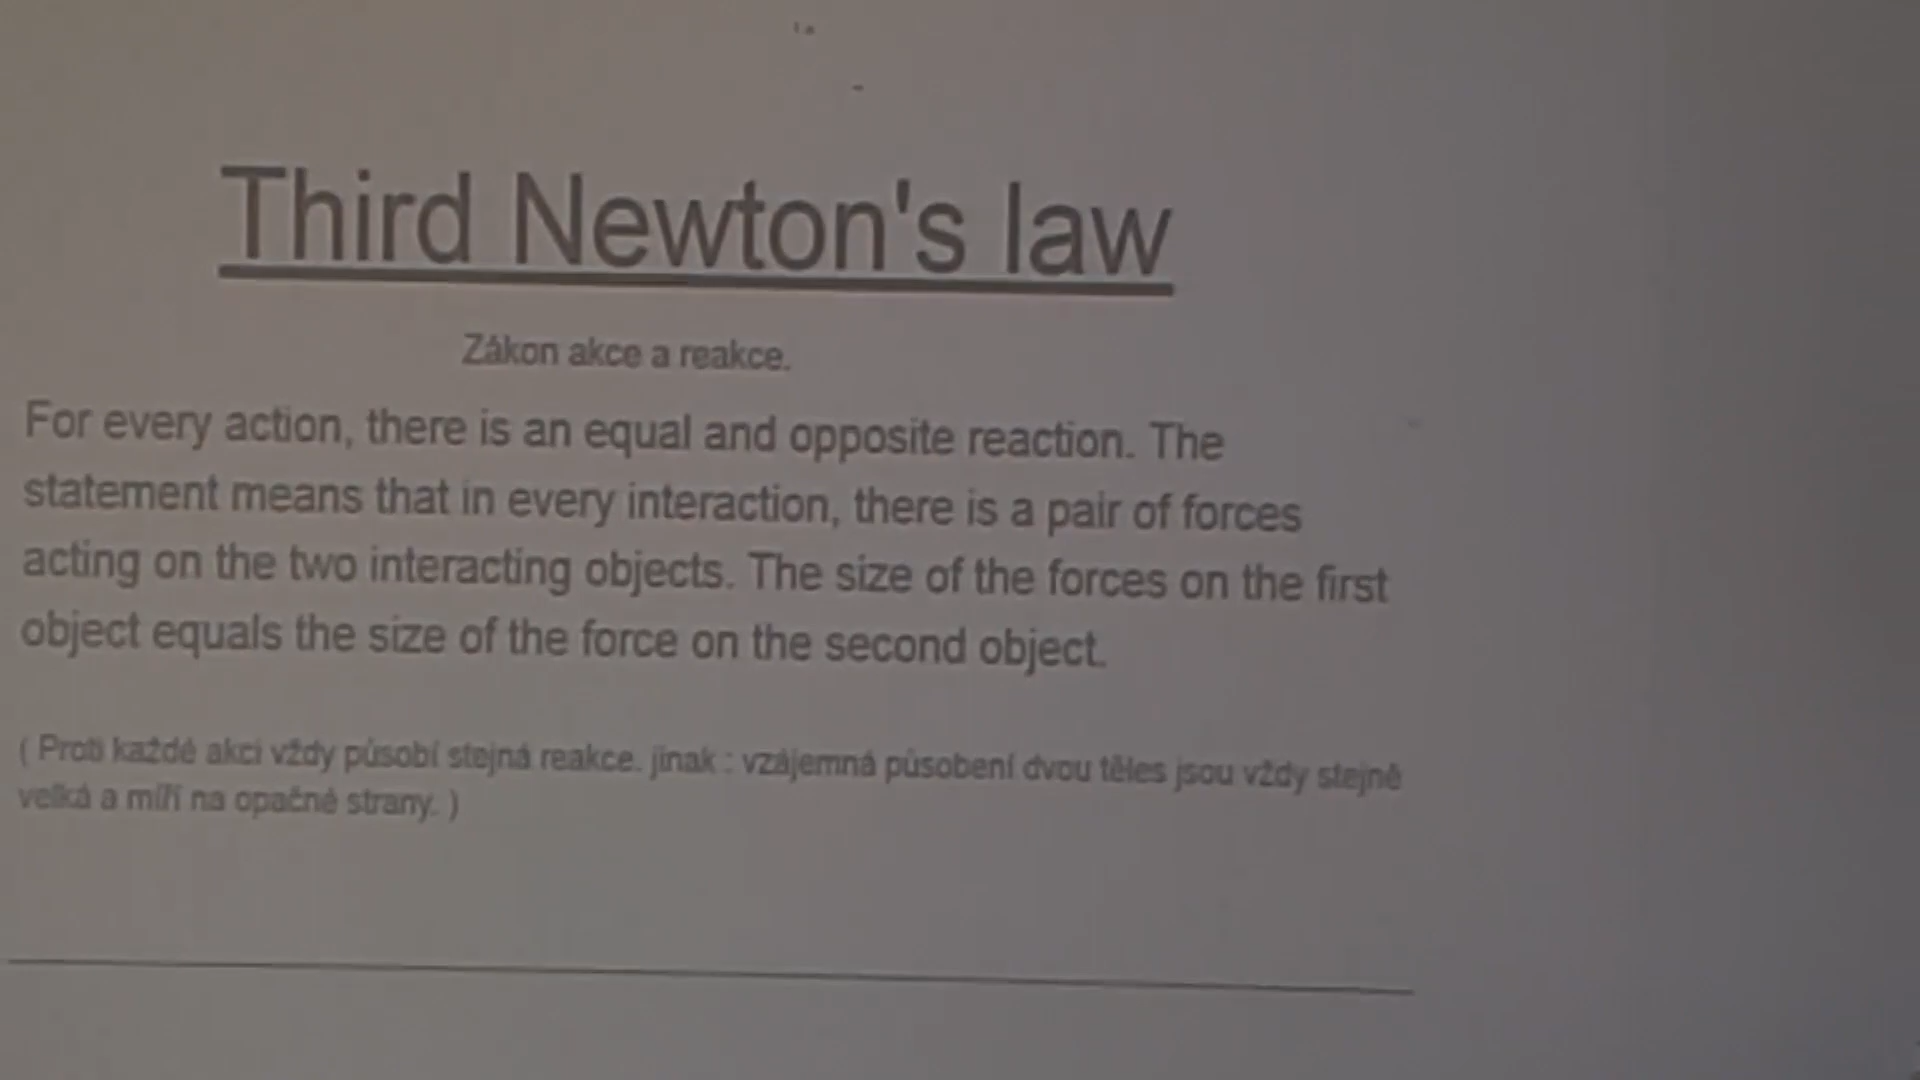 Third Newton's law
Zákon akce a reakce.
For every action, there is an equal and opposite reaction. The
statement means that in every interaction, there is a pair of forces
acting on the two interacting objects. The size of the forces on the first
object equals the size of the force on the second object.
( Proti každé akci vždy působí stejná reakce. jinak : vzájemná působení dvou těles jsou vždy stejně
velká a míří na opačné strany. )